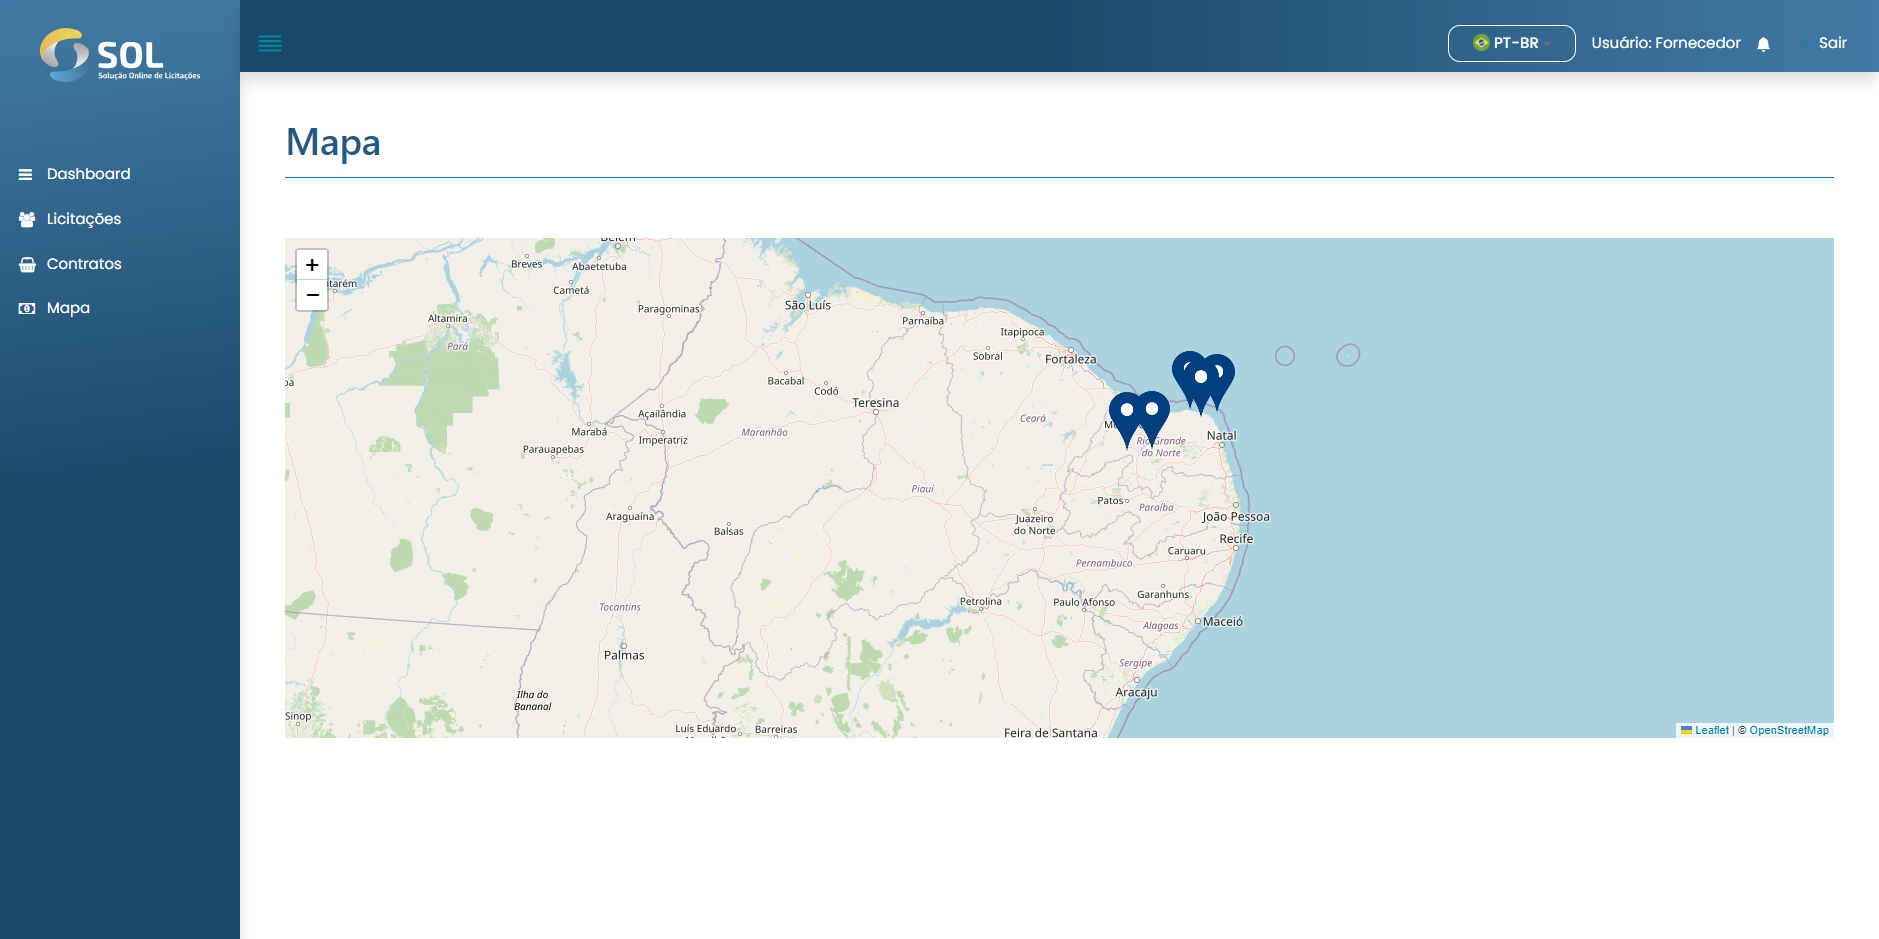 SOL
Solução Online de Licitações
PT-BR
Usuário: Fornecedor
Sair
Dashboard
Licitações
Contratos
Mapa
Mapa
+
−
Belém
Breves
Abaetetuba
Cametá
Paragominas
São Luís
Parnaíba
Itapipoca
Altamira
Pará
Sobral
Fortaleza
Bacabal
Codó
Teresina
Açailândia
Ceará
Marabá
Imperatriz
Maranhão
Natal
Rio Grande
do Norte
Parauapebas
Piauí
Patos
Paraíba
Araguaína
Balsas
Juazeiro
do Norte
João Pessoa
Recife
Caruaru
Pernambuco
Garanhuns
Tocantins
Petrolina
Paulo Afonso
Alagoas
Maceió
Palmas
Sergipe
Aracaju
Ilha do
Bananal
Sinop
Luís Eduardo
Barreiras
Feira de Santana
Leaflet | © OpenStreetMap